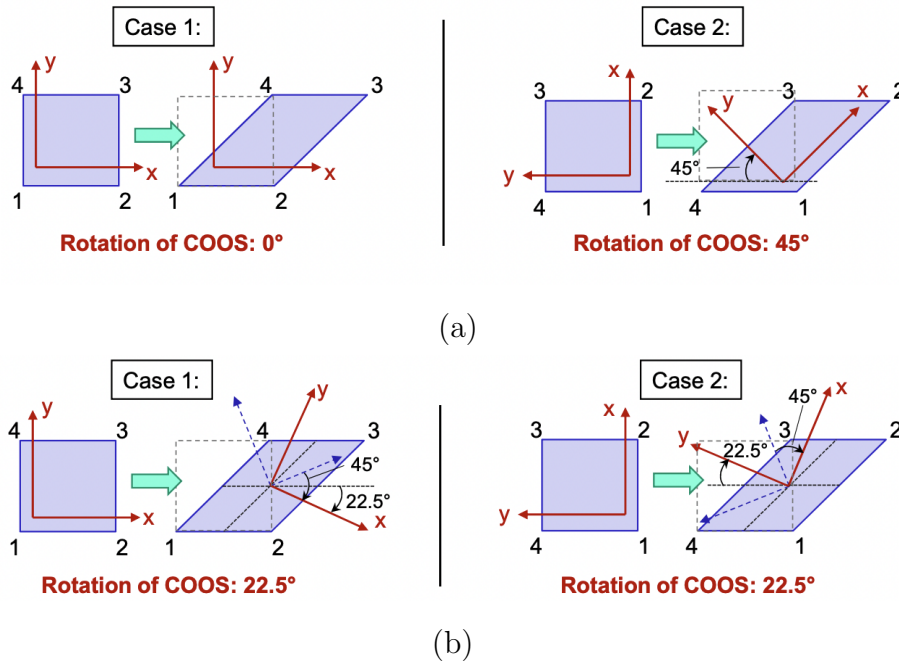 Case 1:
Case 2:
y
4
3
x
1
2
y
4
3
x
1
2
x
3
2
y
4
1
3
2
y
x
45°
4
1
Rotation of COOS: 0°
Rotation of COOS: 45°
(a)
Case 1:
Case 2:
y
4
3
x
1
2
y
4
3
45°
22.5°
x
1
2
x
3
2
y
4
1
45°
x
3
2
y
22.5°
4
1
Rotation of COOS: 22.5°
Rotation of COOS: 22.5°
(b)